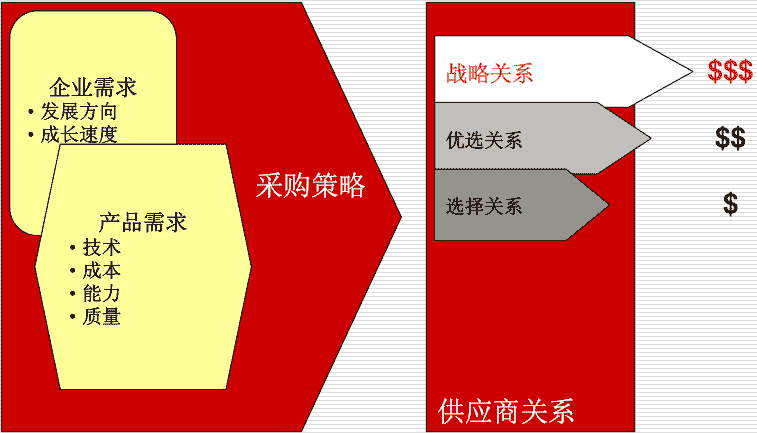 企业需求
• 发展方向
• 成长速度
产品需求
• 技术
• 成本
• 能力
• 质量
采购策略
战略关系
$$$
优选关系
$$
选择关系
$
供应商关系